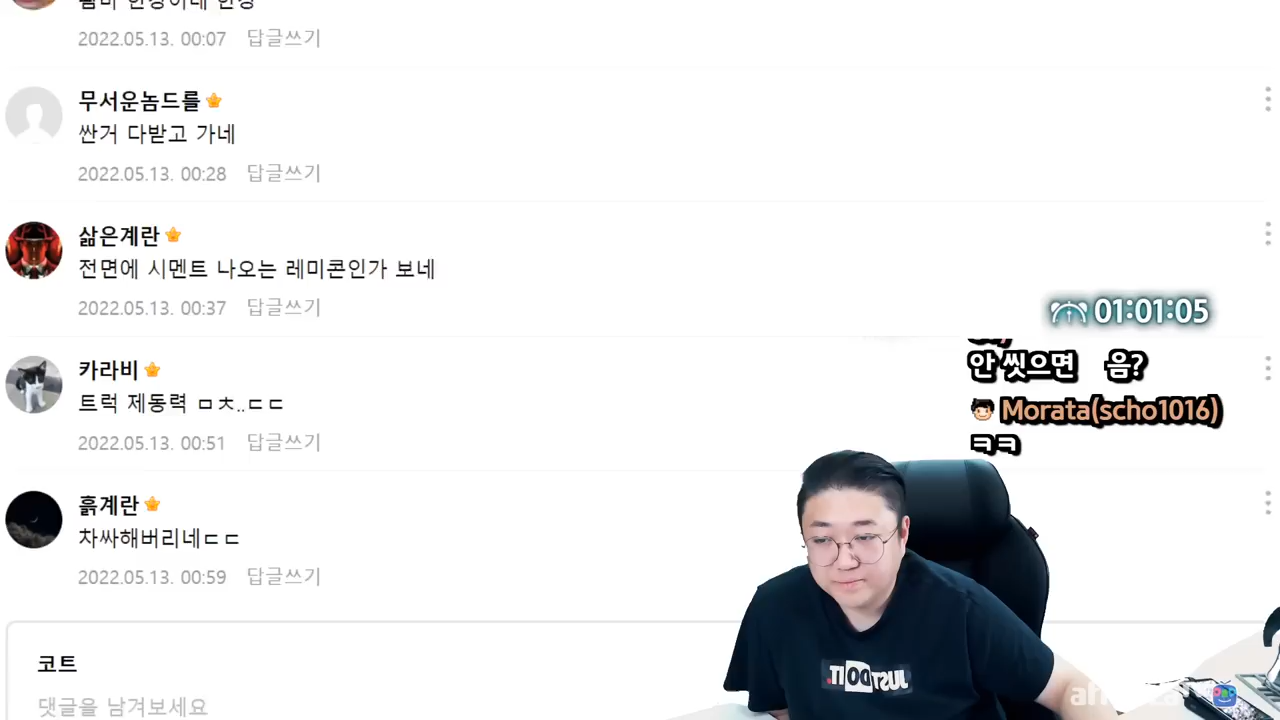 2022.05.13. 00:07 답글쓰기
무서운놈드를
싼거 다받고 가네
2022.05.13. 00:28 답글쓰기
삶은계란
전면에 시멘트 나오는 레미콘인가 보네
2022.05.13. 00:37 답글쓰기
카라비
트럭 제동력 ㅁㅊ..ㄷㄷ
2022.05.13. 00:51 답글쓰기
흙계란
차싸해버리네ㄷㄷ
2022.05.13. 00:59 답글쓰기
코트
댓글을 남겨보세요
01:01:05
안 씻으면 음?
Morata(scho1016)
ㅋㅋ
JUST DO IT.